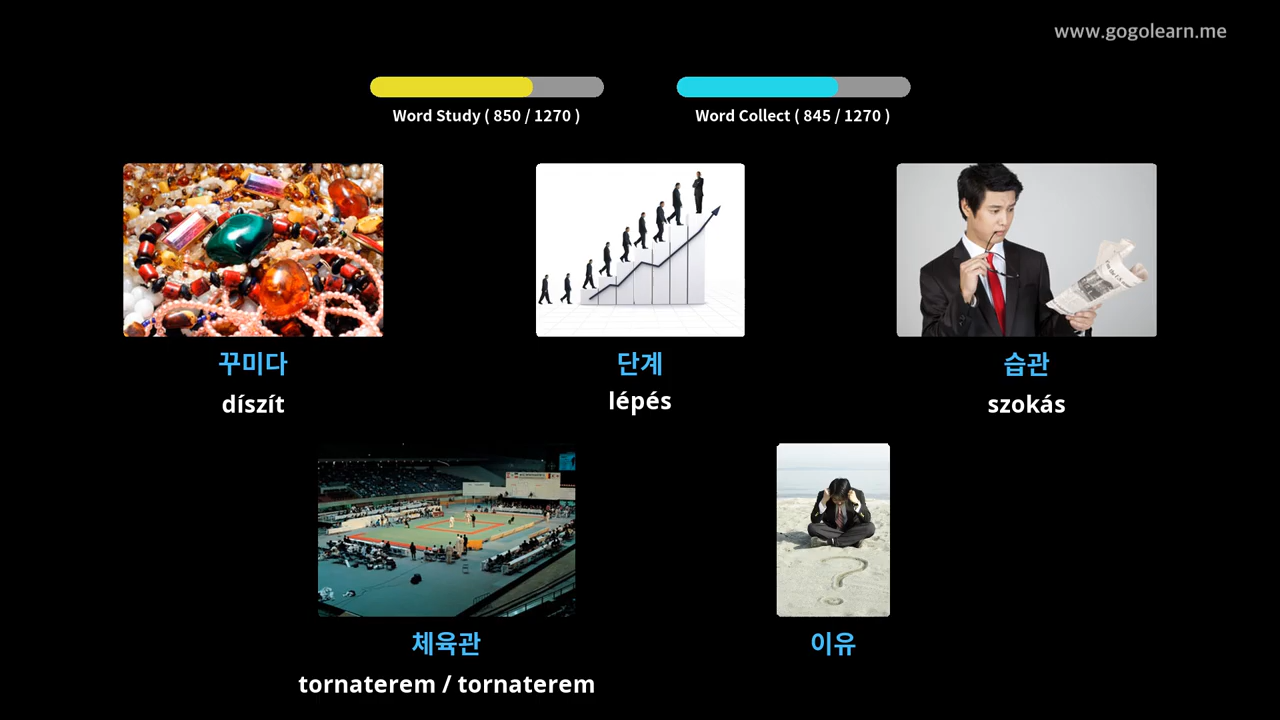 www.gogolearn.me
Word Study ( 850 / 1270 )
Word Collect ( 845 / 1270 )
꾸미다
díszít
단계
lépés
습관
szokás
체육관
tornaterem / tornaterem
이유